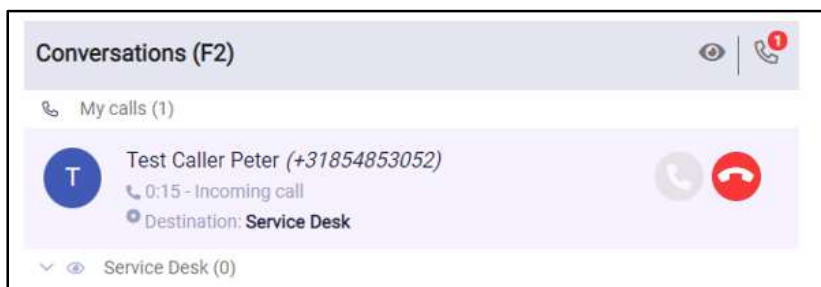 Conversations (F2)
1
My calls (1)
T
Test Caller Peter (+31854853052)
0:15 - Incoming call
Destination: Service Desk
Service Desk (0)